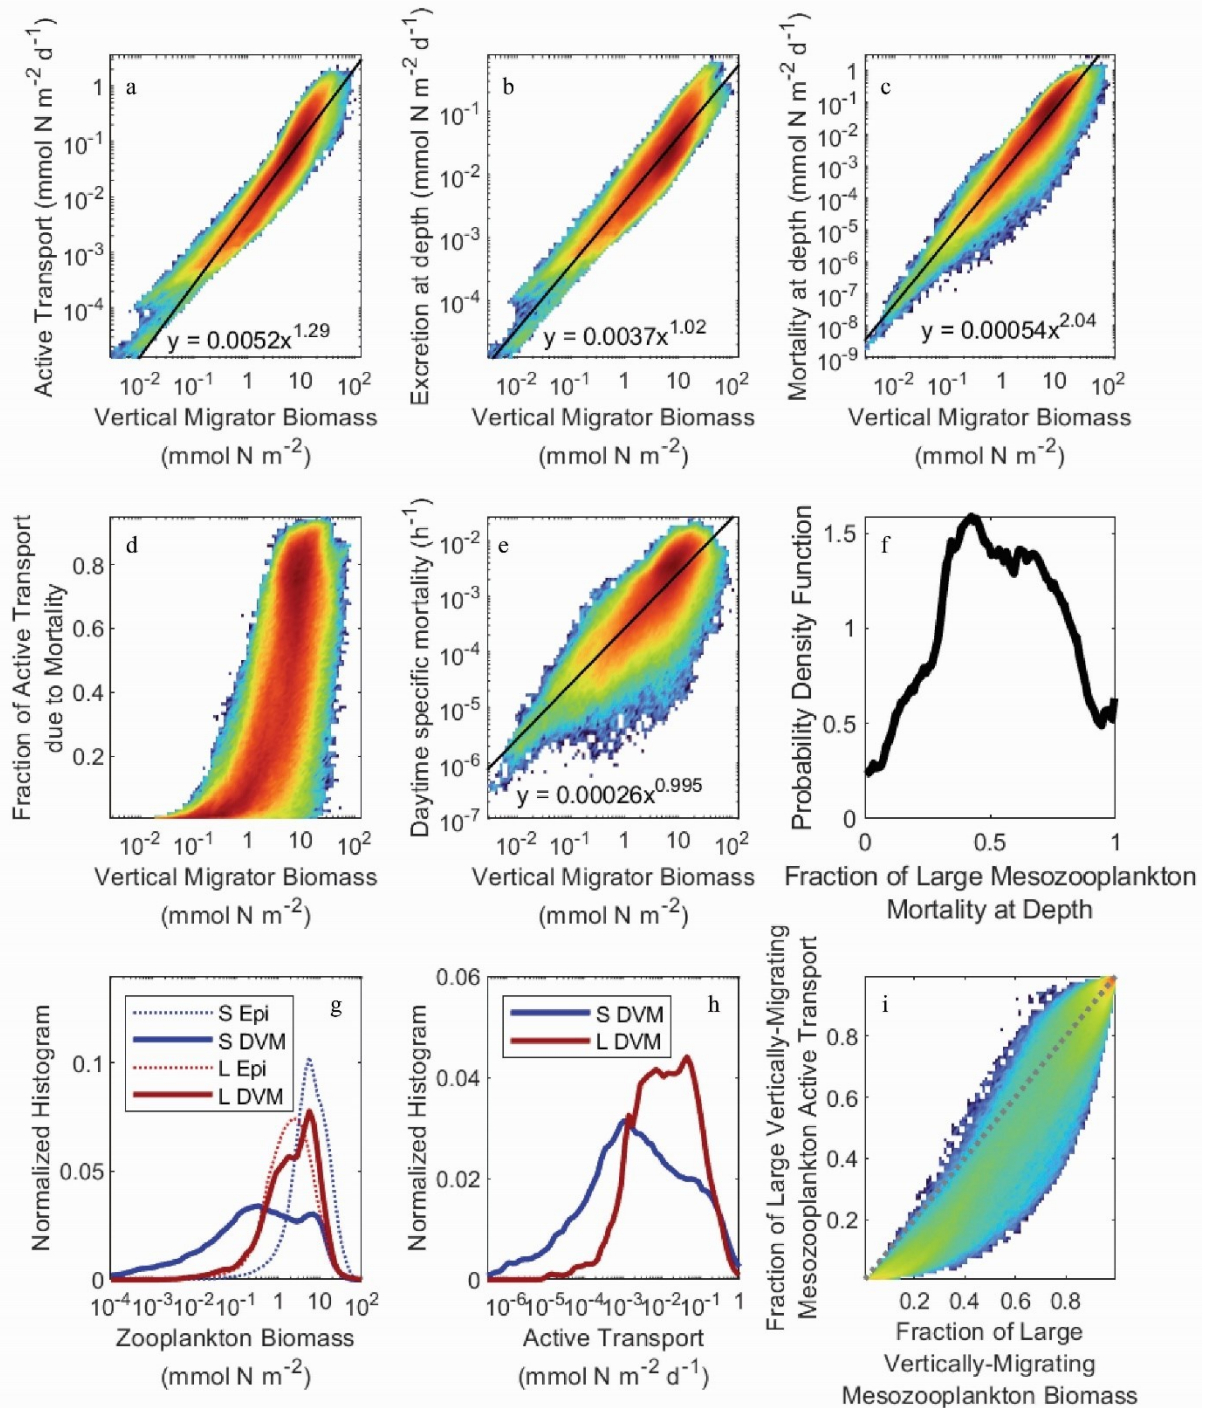 a
Active Transport (mmol N m⁻² d⁻¹)
1
10⁻¹
10⁻²
10⁻³
10⁻⁴
y = 0.0052x¹·²⁹
10⁻² 10⁻¹ 1 10 10²
Vertical Migrator Biomass
(mmol N m⁻²)
b
Excretion at depth (mmol N m⁻² d⁻¹)
10⁻¹
10⁻²
10⁻³
10⁻⁴
y = 0.0037x¹·⁰²
10⁻² 10⁻¹ 1 10 10²
Vertical Migrator Biomass
(mmol N m⁻²)
c
Mortality at depth (mmol N m⁻² d⁻¹)
1
10⁻¹
10⁻²
10⁻³
10⁻⁴
10⁻⁵
10⁻⁶
10⁻⁷
10⁻⁸
10⁻⁹
y = 0.00054x²·⁰⁴
10⁻² 10⁻¹ 1 10 10²
Vertical Migrator Biomass
(mmol N m⁻²)
d
Fraction of Active Transport
due to Mortality
0.8
0.6
0.4
0.2
10⁻² 10⁻¹ 1 10 10²
Vertical Migrator Biomass
(mmol N m⁻²)
e
Daytime specific mortality (h⁻¹)
10⁻²
10⁻³
10⁻⁴
10⁻⁵
10⁻⁶
10⁻⁷
y = 0.00026x⁰·⁹⁹⁵
10⁻² 10⁻¹ 1 10 10²
Vertical Migrator Biomass
(mmol N m⁻²)
f
Probability Density Function
1.5
1
0.5
0
0 0.5 1
Fraction of Large Mesozooplankton
Mortality at Depth
g
S Epi
S DVM
L Epi
L DVM
Normalized Histogram
0.1
0.05
0
10⁻⁴ 10⁻³ 10⁻² 10⁻¹ 1 10 10²
Zooplankton Biomass
(mmol N m⁻²)
h
S DVM
L DVM
Normalized Histogram
0.06
0.04
0.02
0
10⁻⁶ 10⁻⁵ 10⁻⁴ 10⁻³ 10⁻² 10⁻¹ 1
Active Transport
(mmol N m⁻² d⁻¹)
i
Fraction of Large Vertically-Migrating
Mesozooplankton Active Transport
0.8
0.6
0.4
0.2
0.2 0.4 0.6 0.8
Fraction of Large
Vertically-Migrating
Mesozooplankton Biomass